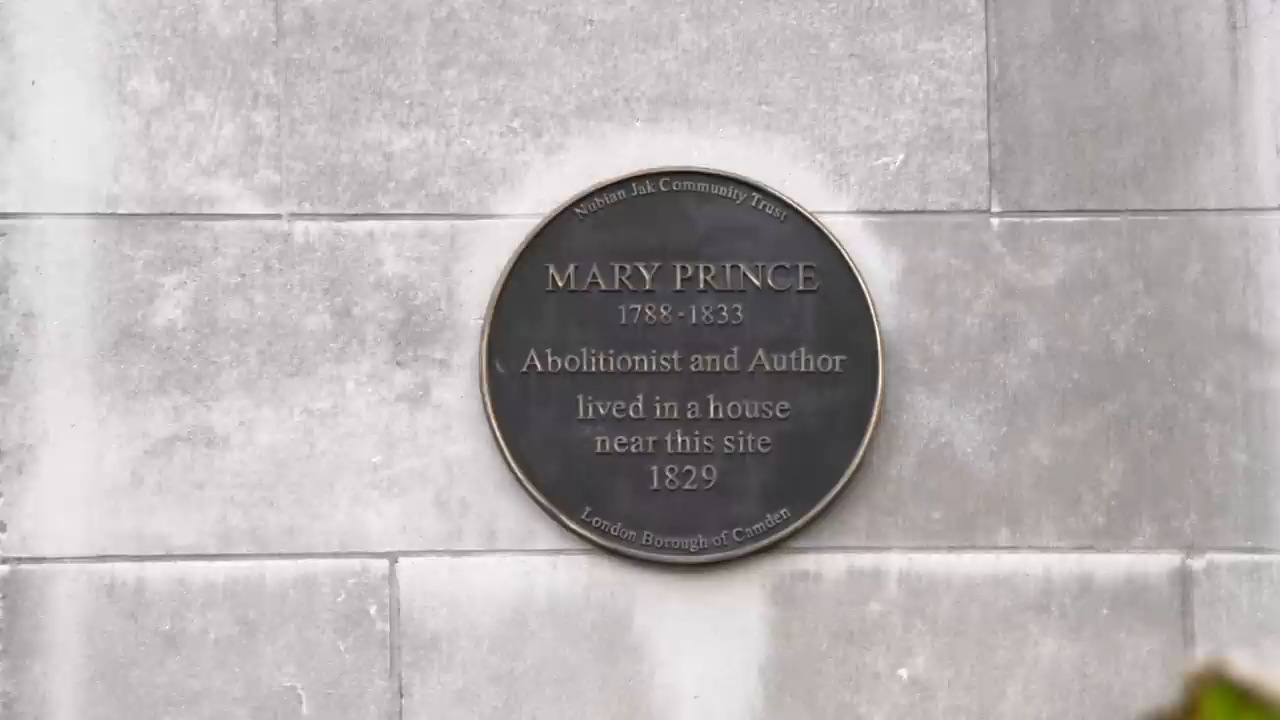 Nubian Jak Community Trust
MARY PRINCE
1788-1833
Abolitionist and Author
lived in a house
near this site
1829
London Borough of Camden